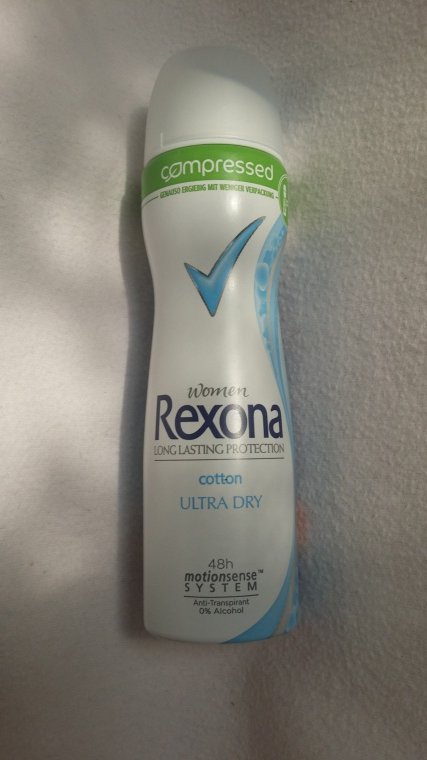 compressed
GENAUSO ERGIEBIG MIT WENIGER VERPACKUNG
women
Rexona
LONG LASTING PROTECTION
cotton
ULTRA DRY
48h
motionsense™
SYSTEM
Anti-Transpirant
0% Alcohol